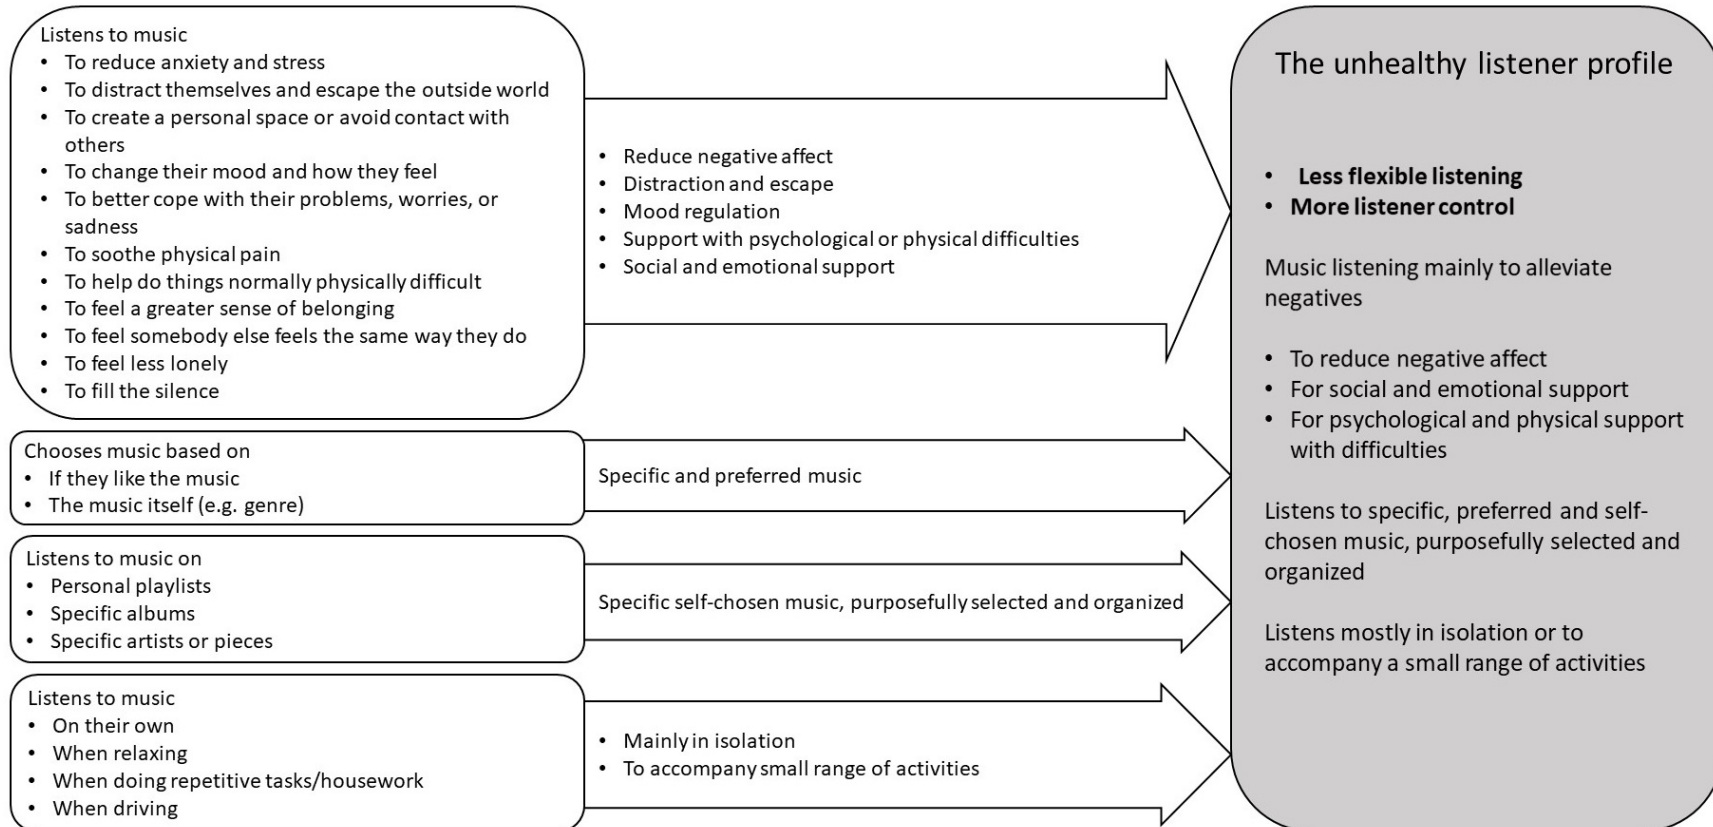 Listens to music
• To reduce anxiety and stress
• To distract themselves and escape the outside world
• To create a personal space or avoid contact with
others
• To change their mood and how they feel
• To better cope with their problems, worries, or
sadness
• To soothe physical pain
• To help do things normally physically difficult
• To feel a greater sense of belonging
• To feel somebody else feels the same way they do
• To feel less lonely
• To fill the silence
• Reduce negative affect
• Distraction and escape
• Mood regulation
• Support with psychological or physical difficulties
• Social and emotional support
Chooses music based on
• If they like the music
• The music itself (e.g. genre)
Specific and preferred music
Listens to music on
• Personal playlists
• Specific albums
• Specific artists or pieces
Specific self-chosen music, purposefully selected and organized
Listens to music
• On their own
• When relaxing
• When doing repetitive tasks/housework
• When driving
• Mainly in isolation
• To accompany small range of activities
The unhealthy listener profile
• Less flexible listening
• More listener control
Music listening mainly to alleviate
negatives
• To reduce negative affect
• For social and emotional support
• For psychological and physical support
with difficulties
Listens to specific, preferred and self-
chosen music, purposefully selected and
organized
Listens mostly in isolation or to
accompany a small range of activities